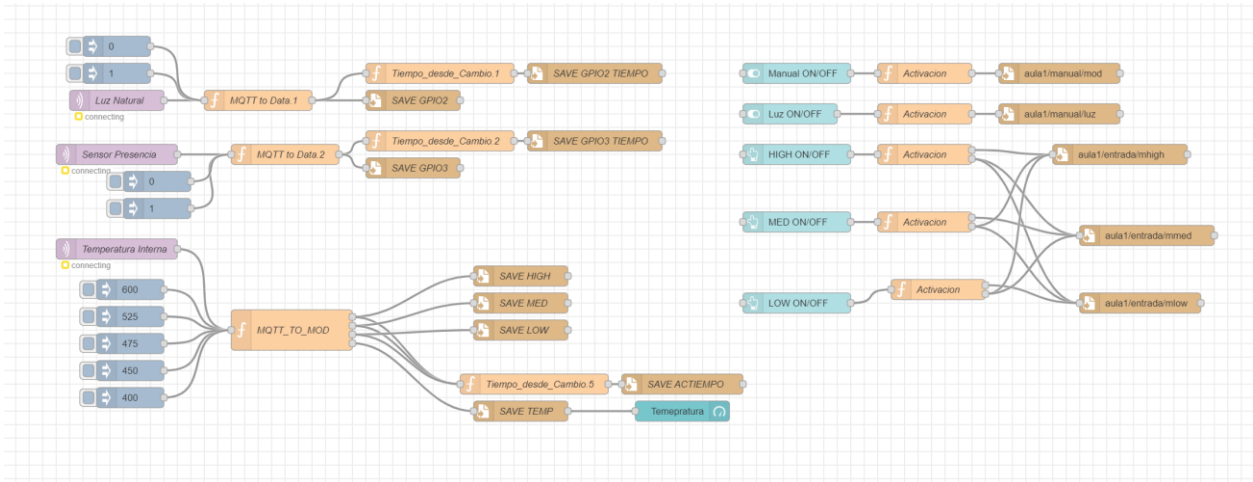 0
1
Luz Natural
connecting
MQTT to Data.1
Tiempo_desde_Cambio.1
SAVE GPIO2 TIEMPO
SAVE GPIO2
Sensor Presencia
connecting
0
1
MQTT to Data.2
Tiempo_desde_Cambio.2
SAVE GPIO3 TIEMPO
SAVE GPIO3
Temperatura Interna
connecting
600
525
475
450
400
MQTT_TO_MOD
SAVE HIGH
SAVE MED
SAVE LOW
Tiempo_desde_Cambio.5
SAVE ACTIEMPO
SAVE TEMP
Temepratura
Manual ON/OFF
Activacion
aula1/manual/mod
Luz ON/OFF
Activacion
aula1/manual/luz
HIGH ON/OFF
Activacion
aula1/entrada/mhigh
MED ON/OFF
Activacion
aula1/entrada/mmed
LOW ON/OFF
Activacion
aula1/entrada/mlow